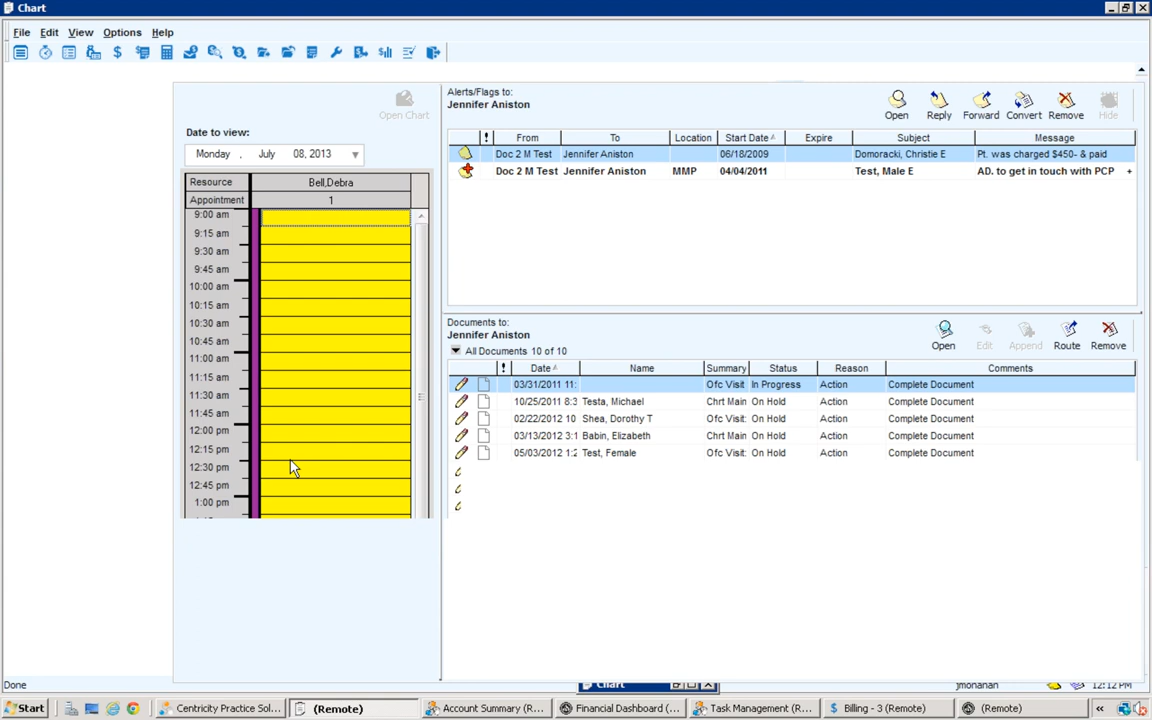 Chart
File Edit View Options Help
Open Chart
Date to view:
Monday , July 08, 2013
Resource Bell,Debra
Appointment 1
9:00 am
9:15 am
9:30 am
9:45 am
10:00 am
10:15 am
10:30 am
10:45 am
11:00 am
11:15 am
11:30 am
11:45 am
12:00 pm
12:15 pm
12:30 pm
12:45 pm
1:00 pm
Alerts/Flags to:
Jennifer Aniston
Open Reply Forward Convert Remove Hide
! From To Location Start Date Expire Subject Message
Doc 2 M Test Jennifer Aniston 06/18/2009 Domoracki, Christie E Pt. was charged $450- & paid
Doc 2 M Test Jennifer Aniston MMP 04/04/2011 Test, Male E AD. to get in touch with PCP +
Documents to:
Jennifer Aniston
All Documents 10 of 10
Open Edit Append Route Remove
! Date Name Summary Status Reason Comments
03/31/2011 11: Ofc Visit In Progress Action Complete Document
10/25/2011 8:3 Testa, Michael Chrt Main On Hold Action Complete Document
02/22/2012 10 Shea, Dorothy T Ofc Visit: On Hold Action Complete Document
03/13/2012 3:1 Babin, Elizabeth Chrt Main On Hold Action Complete Document
05/03/2012 1:2 Test, Female Ofc Visit: On Hold Action Complete Document
Done Chart jmonahan 12:12 PM
Start Centricity Practice Sol... (Remote) Account Summary (R... Financial Dashboard (... Task Management (R... $ Billing - 3 (Remote) (Remote) «